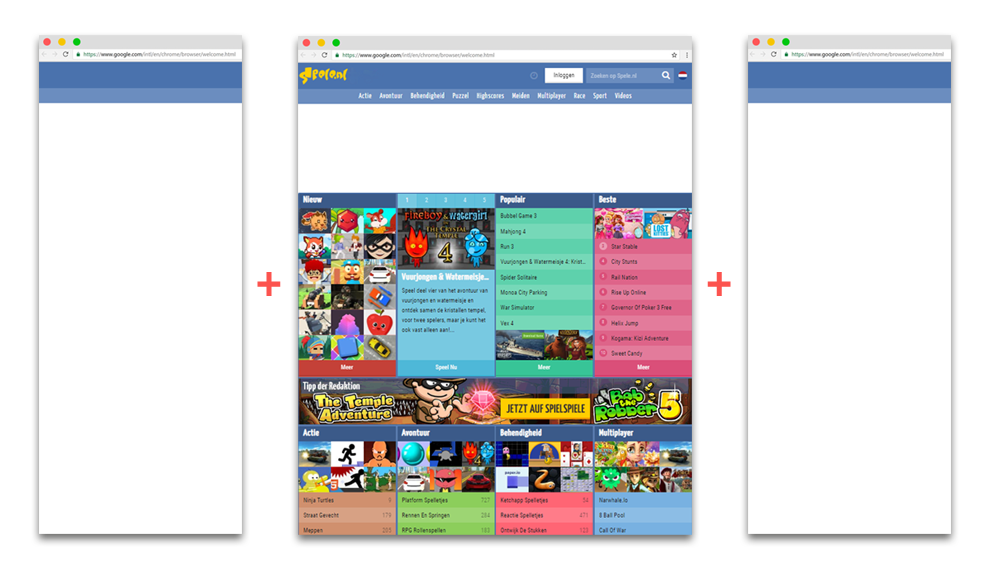 https://www.google.com/intl/en/chrome/browser/welcome.html
https://www.google.com/intl/en/chrome/browser/welcome.html
https://www.google.com/intl/en/chrome/browser/welcome.html
Spele.nl
Inloggen
Zoeken op Spele.nl
Actie Avontuur Behendigheid Puzzel Highscores Meiden Multiplayer Race Sport Videos
Nieuw
Meer
1 2 3 4 5
FIREBOY & WATERGIRL
THE CRYSTAL
TEMPLE
4
Vuurjongen & Watermeisje...
Speel deel vier van het avontuur van
vuurjongen en watermeisje en
ontdek samen de kristallen tempel,
voor twee spelers, maar je kunt het
ook vast alleen aan!...
Speel Nu
Populair
Bubbel Game 3
Mahjong 4
Run 3
Vuurjongen & Watermeisje 4: Krist...
Spider Solitaire
Monoa City Parking
War Simulator
Vex 4
Meer
Beste
LOST
Star Stable
City Stunts
Rail Nation
Rise Up Online
Governor Of Poker 3 Free
Helix Jump
Kogama: Kizi Adventure
Sweet Candy
Meer
Tipp der Redaktion
The Temple
Adventure
JETZT AUF SPIELSPIELE
Bob
the
Robber 5
Actie
Ninja Turtles
Straat Gevecht 179
Meppen
Avontuur
Platform Spelletjes 727
Rennen En Springen 284
RPG Rollenspellen
Behendigheid
Ketchapp Spelletjes
Reactie Spelletjes
Ontwijk De Stukken
Multiplayer
Narwhale.Io
8 Ball Pool
Call Of War